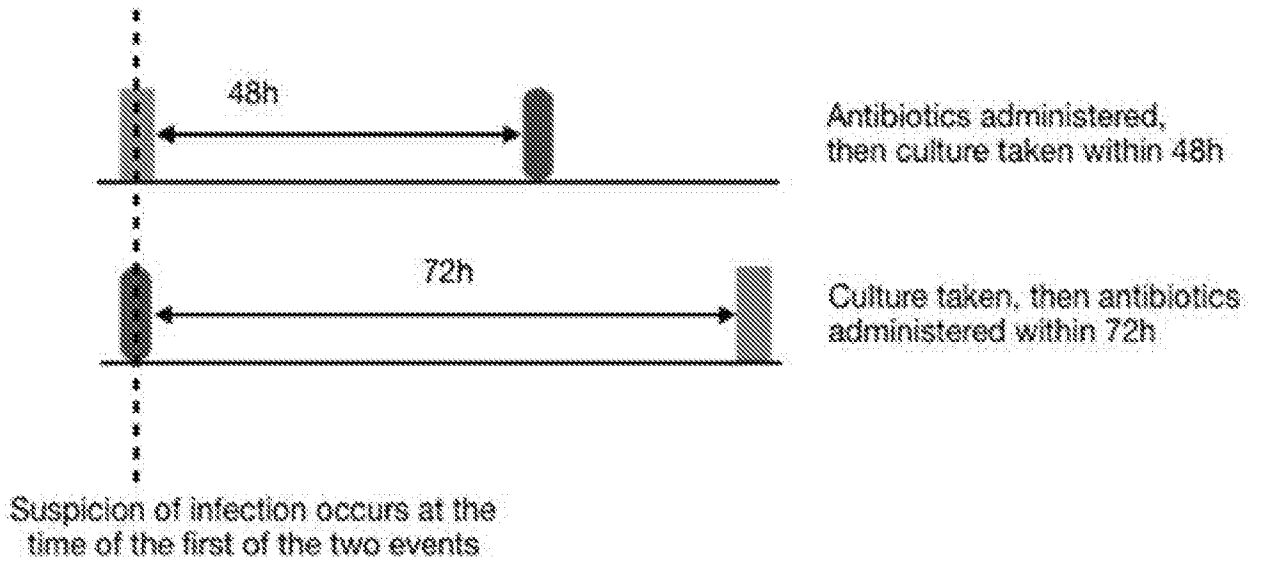 48h
Antibiotics administered,
then culture taken within 48h
72h
Culture taken, then antibiotics
administered within 72h
Suspicion of infection occurs at the
time of the first of the two events